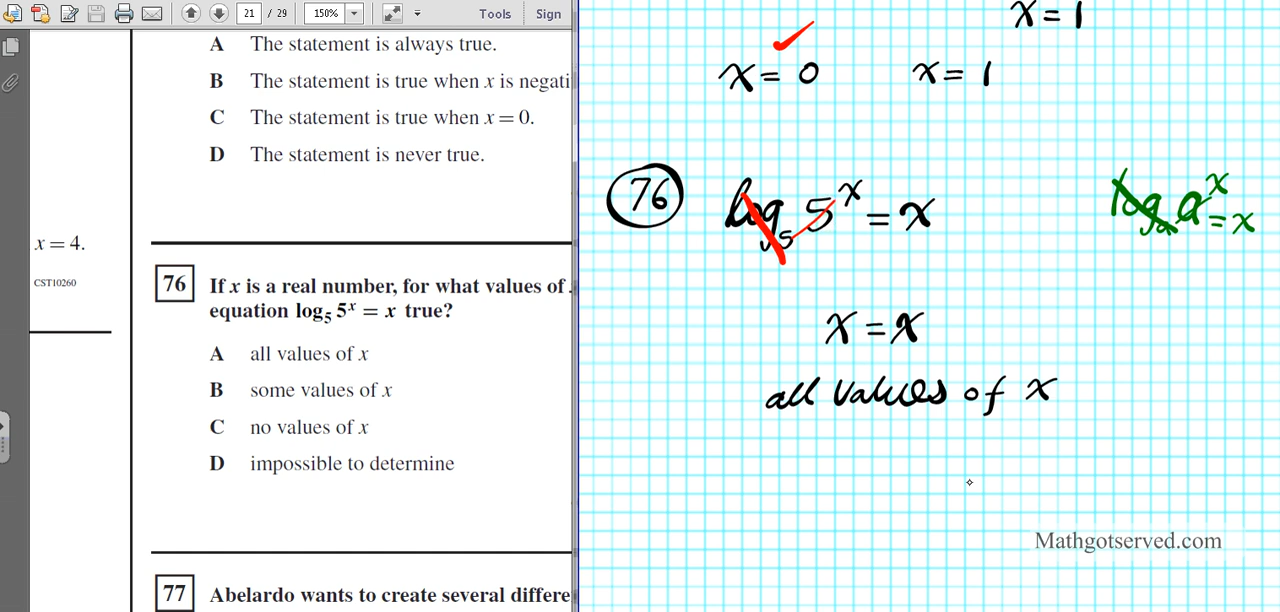 21 / 29 150% Tools Sign
A The statement is always true.
B The statement is true when x is negati
C The statement is true when x = 0.
D The statement is never true.
x = 4.
CST10260
76 If x is a real number, for what values of
equation log₅ 5ˣ = x true?
A all values of x
B some values of x
C no values of x
D impossible to determine
77 Abelardo wants to create several differe
x = 1
x = 0 x = 1
76 log₅ 5ˣ = x logₐ aˣ = x
x = x
all values of x
Mathgotserved.com